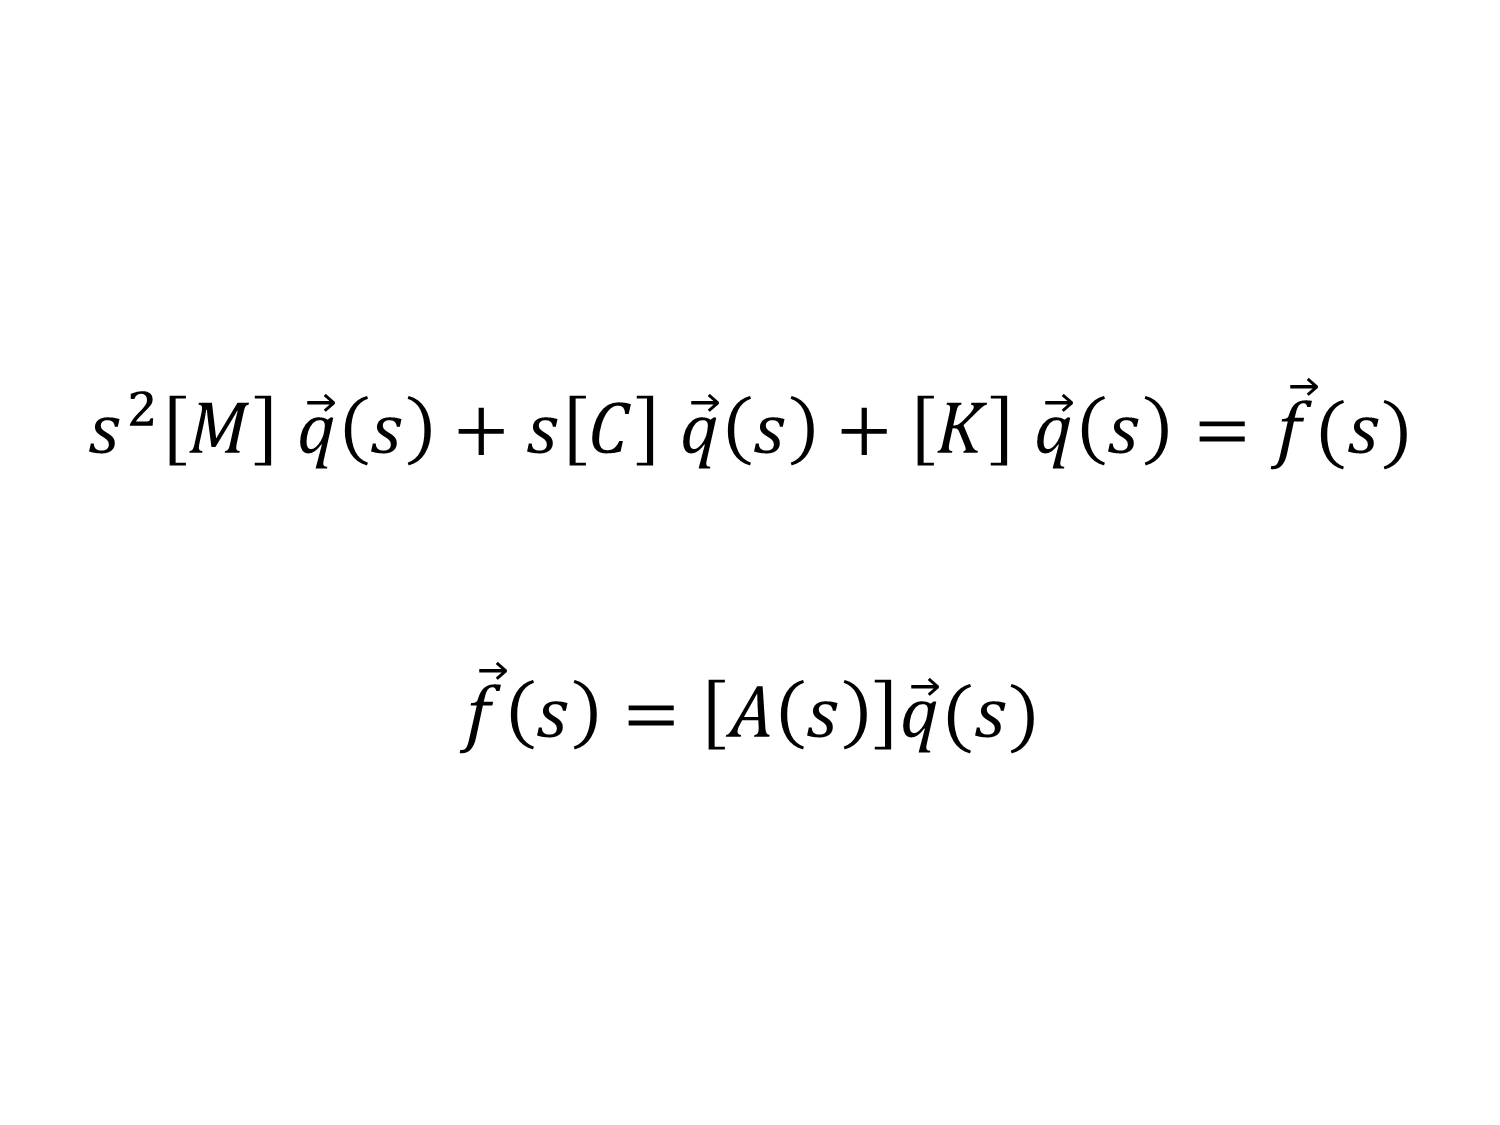 s²[M] q⃗(s) + s[C] q⃗(s) + [K] q⃗(s) = f⃗(s)
f⃗(s) = [A(s)]q⃗(s)